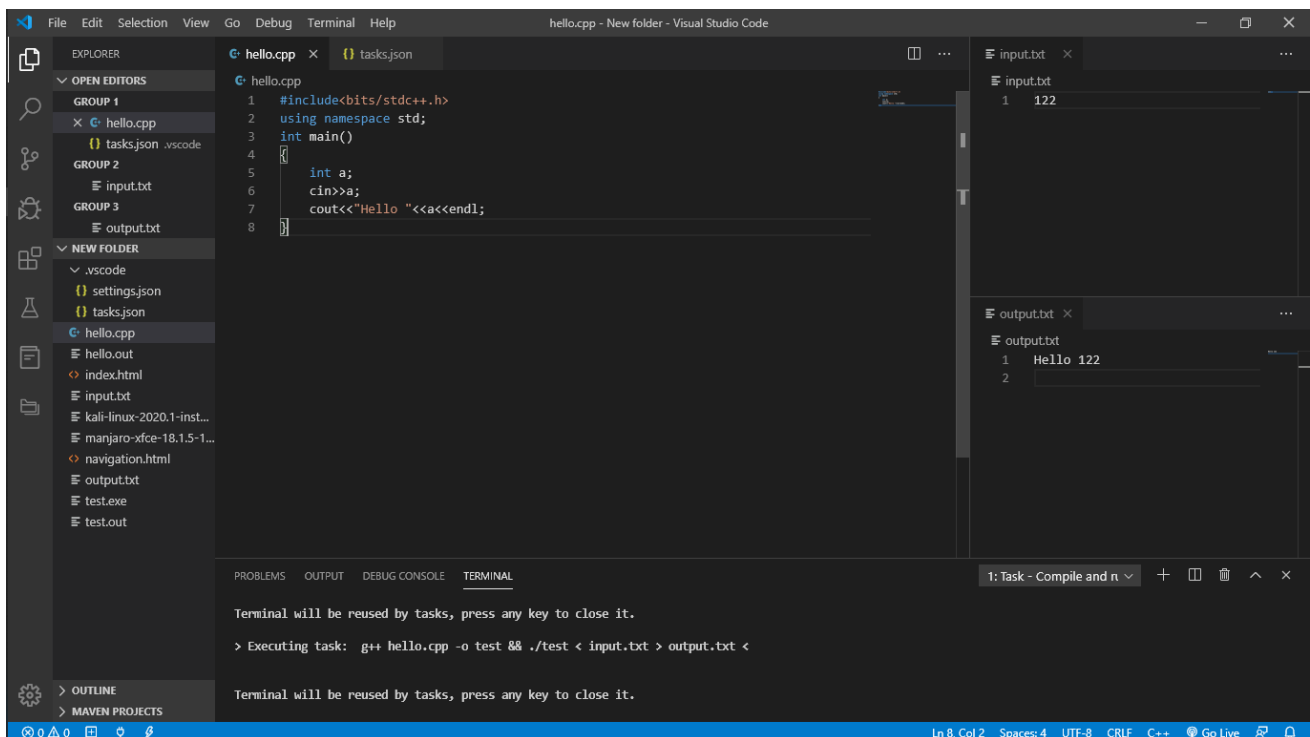 File Edit Selection View Go Debug Terminal Help hello.cpp - New folder - Visual Studio Code
EXPLORER
OPEN EDITORS
GROUP 1
hello.cpp
tasks.json .vscode
GROUP 2
input.txt
GROUP 3
output.txt
NEW FOLDER
.vscode
{} settings.json
{} tasks.json
hello.cpp
hello.out
<> index.html
input.txt
kali-linux-2020.1-inst...
manjaro-xfce-18.1.5-1...
<> navigation.html
output.txt
test.exe
test.out
OUTLINE
MAVEN PROJECTS
hello.cpp {} tasks.json
hello.cpp
1 #include<bits/stdc++.h>
2 using namespace std;
3 int main()
4 {
5 int a;
6 cin>>a;
7 cout<<"Hello "<<a<<endl;
8 }
input.txt
input.txt
1 122
output.txt
output.txt
1 Hello 122
2
PROBLEMS OUTPUT DEBUG CONSOLE TERMINAL 1: Task - Compile and n
Terminal will be reused by tasks, press any key to close it.
> Executing task: g++ hello.cpp -o test && ./test < input.txt > output.txt <
Terminal will be reused by tasks, press any key to close it.
0 0 Ln 8, Col 2 Spaces: 4 UTF-8 CRLF C++ Go Live